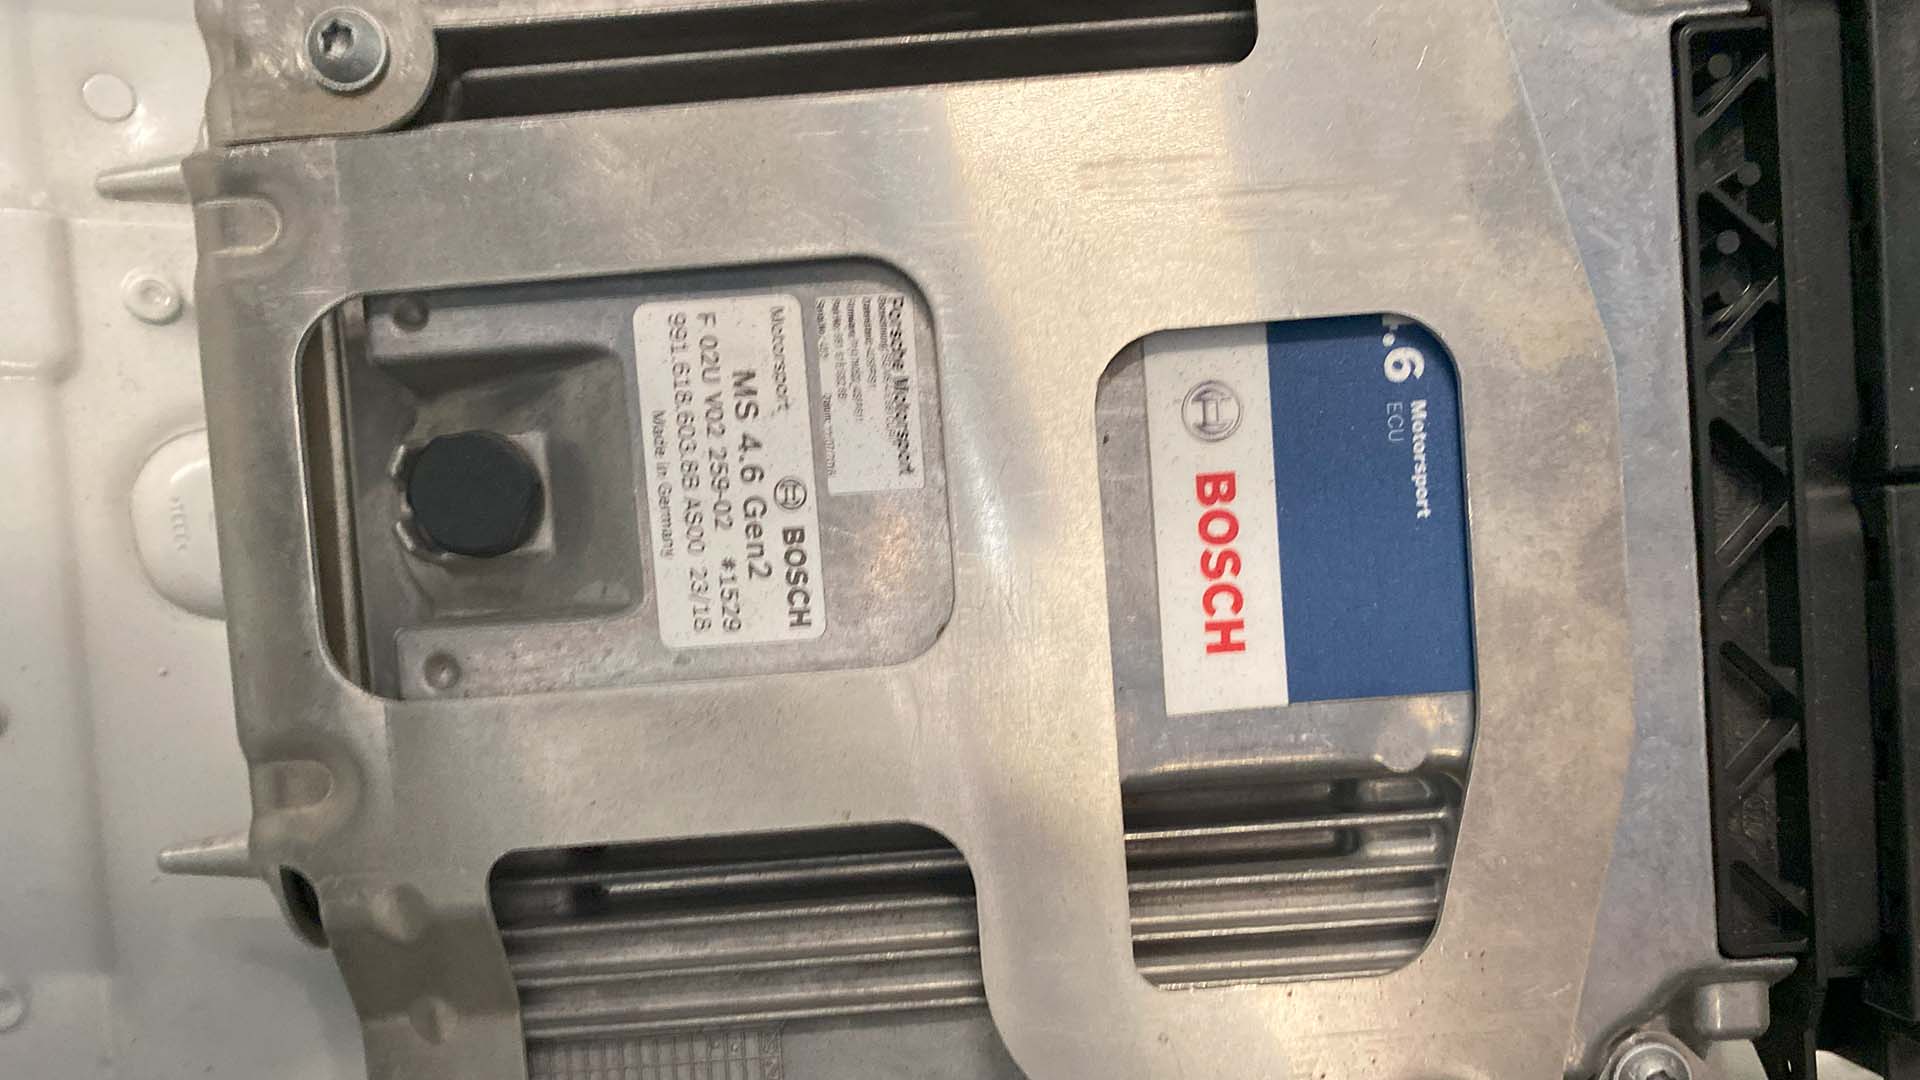 Porsche Motorsport
BOSCH
Motorsport
MS 4.6 Gen2
F 02U V02 259-02 #1529
991.618.603.8B AS00 23/18
Made in Germany
.6 Motorsport
ECU
BOSCH